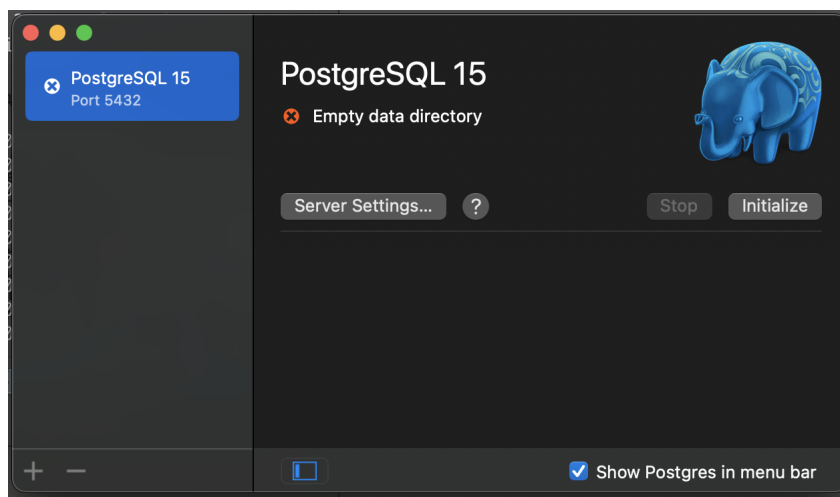 PostgreSQL 15
Port 5432
PostgreSQL 15
Empty data directory
Server Settings... ? Stop Initialize
Show Postgres in menu bar